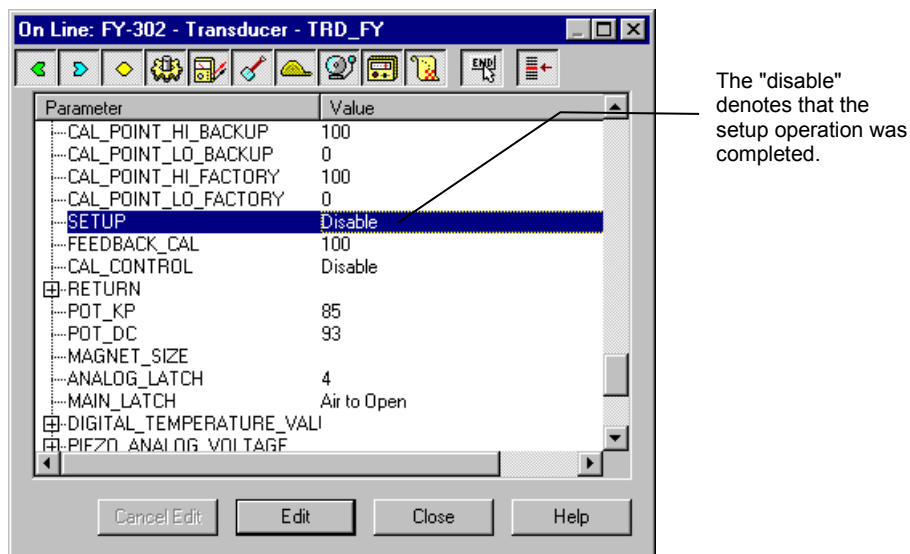 On Line: FY-302 - Transducer - TRD_FY
END
Parameter Value
CAL_POINT_HI_BACKUP 100
CAL_POINT_LO_BACKUP 0
CAL_POINT_HI_FACTORY 100
CAL_POINT_LO_FACTORY 0
SETUP Disable
FEEDBACK_CAL 100
CAL_CONTROL Disable
RETURN
POT_KP 85
POT_DC 93
MAGNET_SIZE
ANALOG_LATCH 4
MAIN_LATCH Air to Open
DIGITAL_TEMPERATURE_VALI
PIEZO_ANALOG_VOLTAGE
Cancel Edit Edit Close Help
The "disable"
denotes that the
setup operation was
completed.